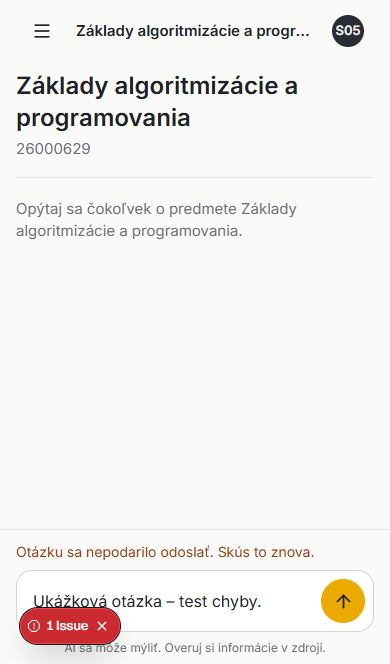 Základy algoritmizácie a progr...
S05
Základy algoritmizácie a
programovania
26000629
Opýtaj sa čokoľvek o predmete Základy
algoritmizácie a programovania.
Otázku sa nepodarilo odoslať. Skús to znova.
Ukážková otázka – test chyby.
1 Issue
AI sa môže mýliť. Overuj si informácie v zdroji.